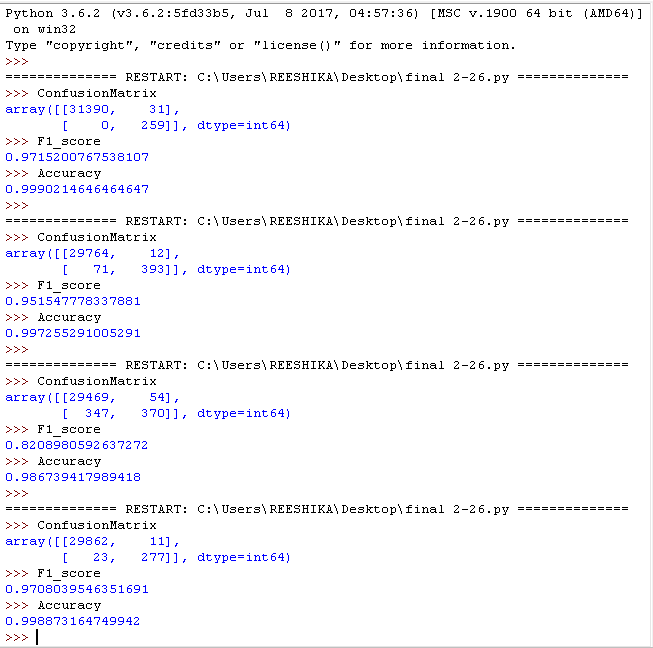 Python 3.6.2 (v3.6.2:5fd33b5, Jul  8 2017, 04:57:36) [MSC v.1900 64 bit (AMD64)]
 on win32
Type "copyright", "credits" or "license()" for more information.
>>>
============== RESTART: C:\Users\REESHIKA\Desktop\final 2-26.py ==============
>>> ConfusionMatrix
array([[31390,    31],
       [    0,   259]], dtype=int64)
>>> F1_score
0.9715200767538107
>>> Accuracy
0.9990214646464647
>>>
============== RESTART: C:\Users\REESHIKA\Desktop\final 2-26.py ==============
>>> ConfusionMatrix
array([[29764,    12],
       [   71,   393]], dtype=int64)
>>> F1_score
0.951547778337881
>>> Accuracy
0.997255291005291
>>>
============== RESTART: C:\Users\REESHIKA\Desktop\final 2-26.py ==============
>>> ConfusionMatrix
array([[29469,    54],
       [  347,   370]], dtype=int64)
>>> F1_score
0.8208980592637272
>>> Accuracy
0.986739417989418
>>>
============== RESTART: C:\Users\REESHIKA\Desktop\final 2-26.py ==============
>>> ConfusionMatrix
array([[29862,    11],
       [   23,   277]], dtype=int64)
>>> F1_score
0.9708039546351691
>>> Accuracy
0.998873164749942
>>>